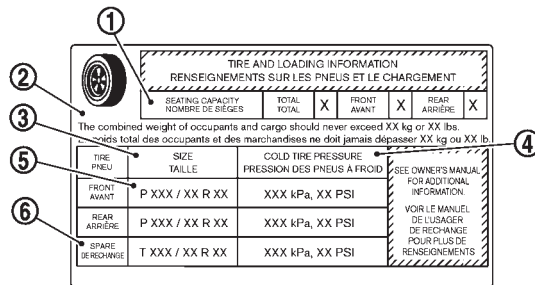 1
TIRE AND LOADING INFORMATION
RENSEIGNEMENTS SUR LES PNEUS ET LE CHARGEMENT
2
SEATING CAPACITY
NOMBRE DE SIÈGES
TOTAL
TOTAL
X
FRONT
AVANT
X
REAR
ARRIÈRE
X
The combined weight of occupants and cargo should never exceed XX kg or XX lbs.
3
poids total des occupants et des marchandises ne doit jamais dépasser XX kg ou XX lb.
4
TIRE
PNEU
SIZE
TAILLE
COLD TIRE PRESSURE
PRESSION DES PNEUS A FROID
5
FRONT
AVANT
P XXX / XX R XX
XXX kPa, XX PSI
REAR
ARRIÈRE
P XXX / XX R XX
XXX kPa, XX PSI
6
SPARE
DE RECHANGE
T XXX / XX R XX
XXX kPa, XX PSI
SEE OWNER'S MANUAL
FOR ADDITIONAL
INFORMATION.
VOIR LE MANUEL
DE L'USAGER
DE RECHANGE
POUR PLUS DE
RENSEIGNEMENTS